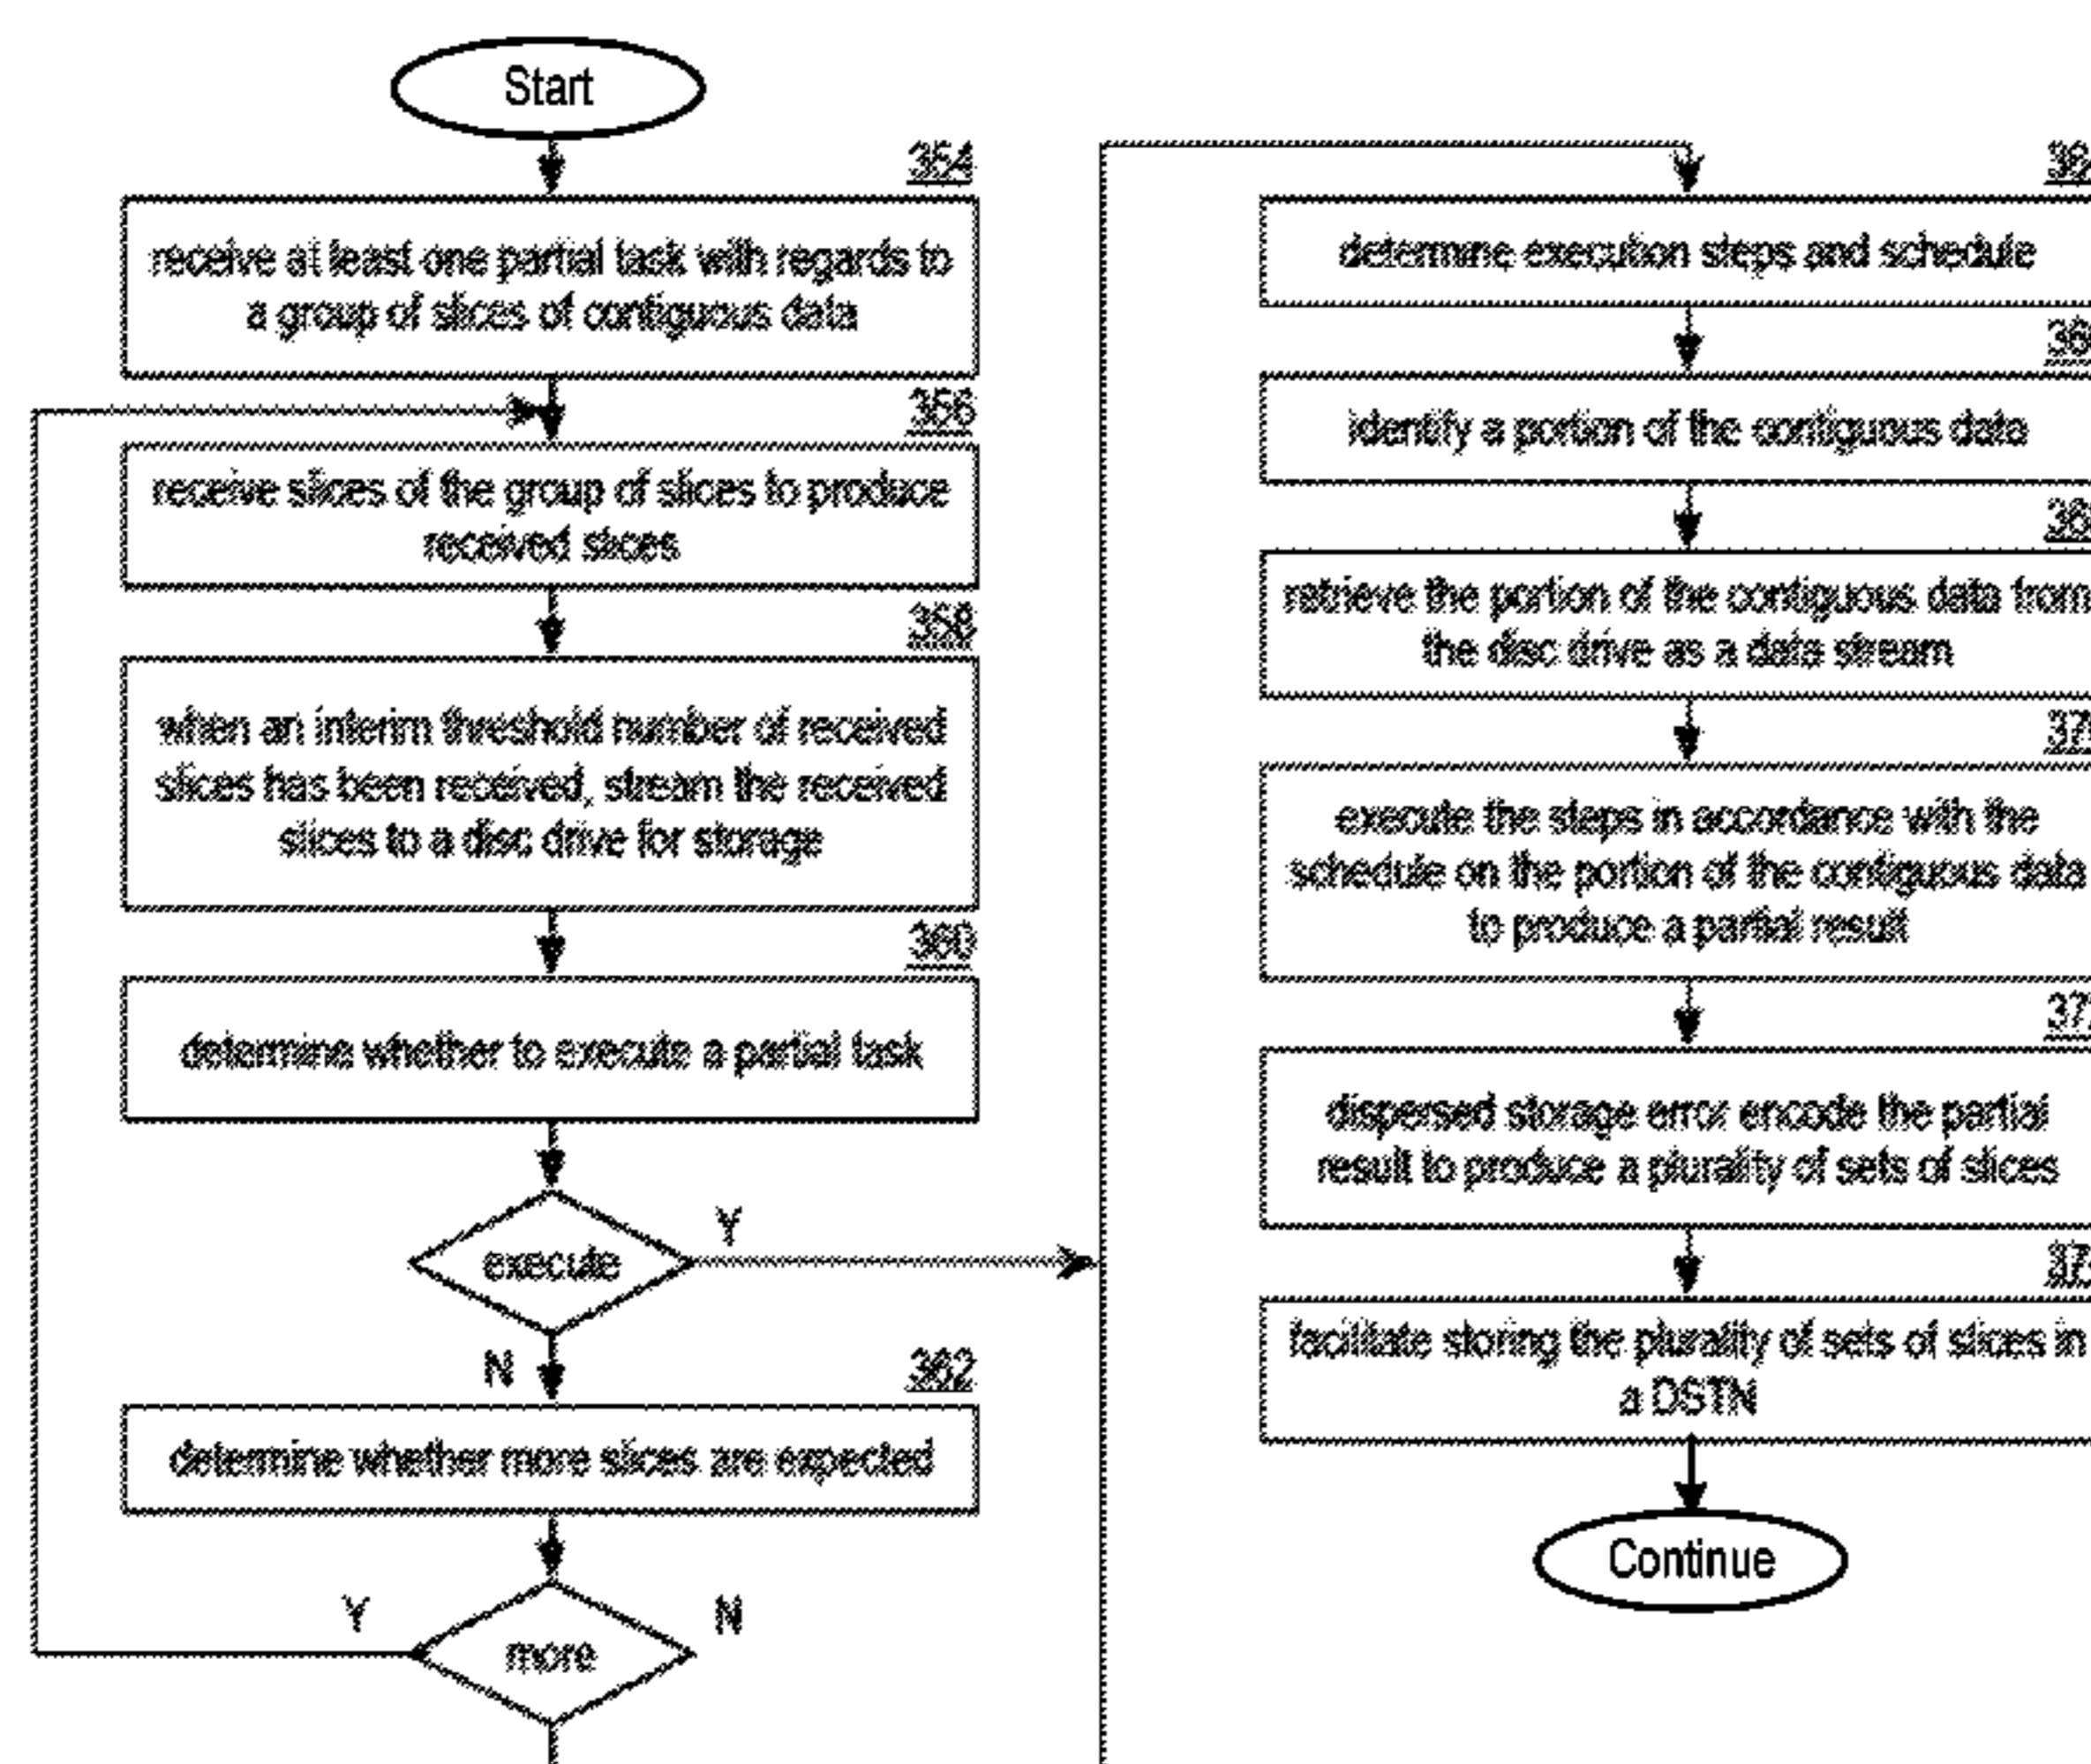 Start
354
receive at least one partial task with regards to
a group of slices of contiguous data
356
receive slices of the group of slices to produce
received slices
358
when an interim threshold number of received
slices has been received, stream the received
slices to a disc drive for storage
360
determine whether to execute a partial task
execute
Y
N
362
determine whether more slices are expected
Y
more
N
determine execution steps and schedule
identify a portion of the contiguous data
retrieve the portion of the contiguous data from
the disc drive as a data stream
execute the steps in accordance with the
schedule on the portion of the contiguous data
to produce a partial result
dispersed storage error encode the partial
result to produce a plurality of sets of slices
facilitate storing the plurality of sets of slices in
a DSTN
Continue